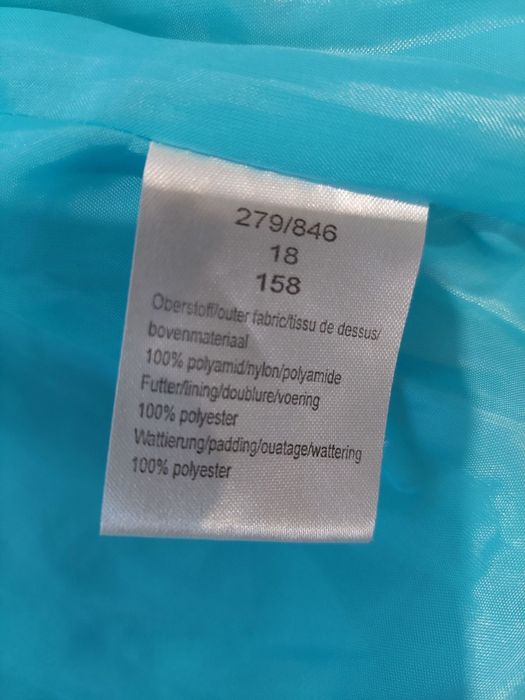 279/846
18
158
Oberstoff/outer fabric/tissu de dessus/
bovenmateriaal
100% polyamid/nylon/polyamide
Futter/lining/doublure/voering
100% polyester
Wattierung/padding/ouatage/wattering
100% polyester